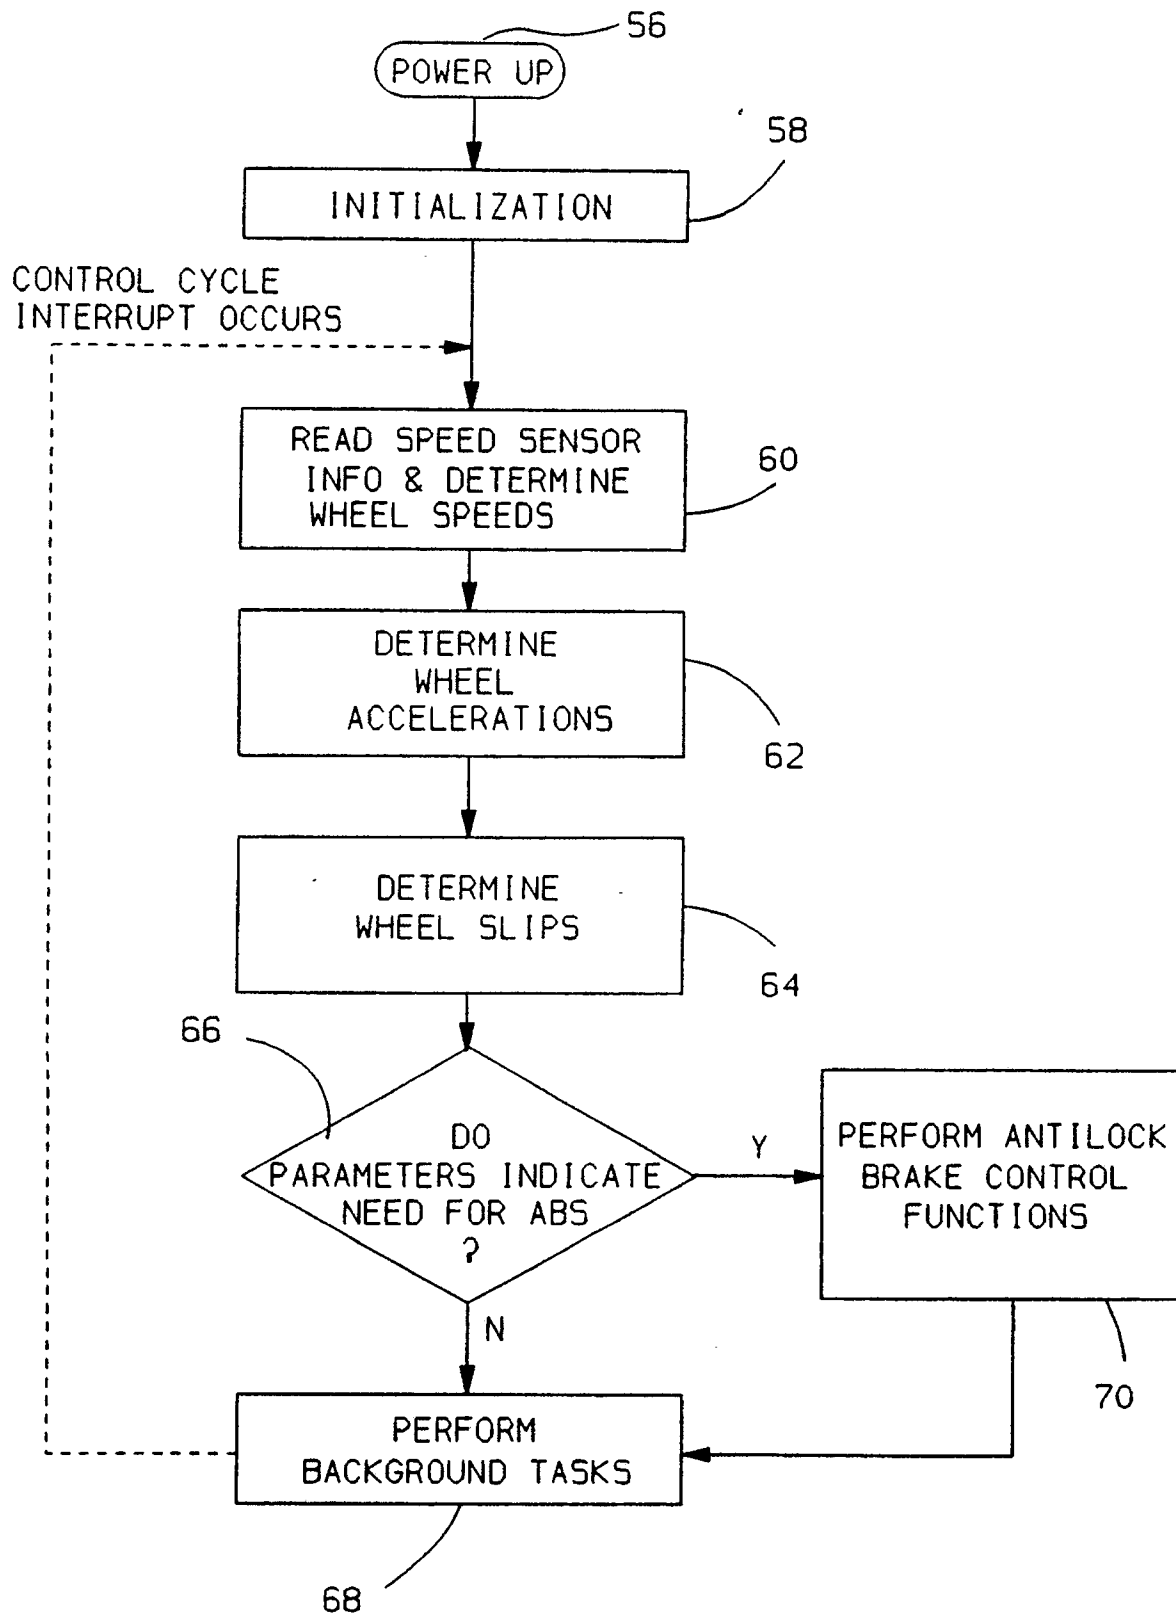 56
POWER UP
58
INITIALIZATION
CONTROL CYCLE
INTERRUPT OCCURS
READ SPEED SENSOR
INFO & DETERMINE
WHEEL SPEEDS
60
DETERMINE
WHEEL
ACCELERATIONS
62
DETERMINE
WHEEL SLIPS
64
66
DO
PARAMETERS INDICATE
NEED FOR ABS
?
Y
PERFORM ANTILOCK
BRAKE CONTROL
FUNCTIONS
N
70
PERFORM
BACKGROUND TASKS
68